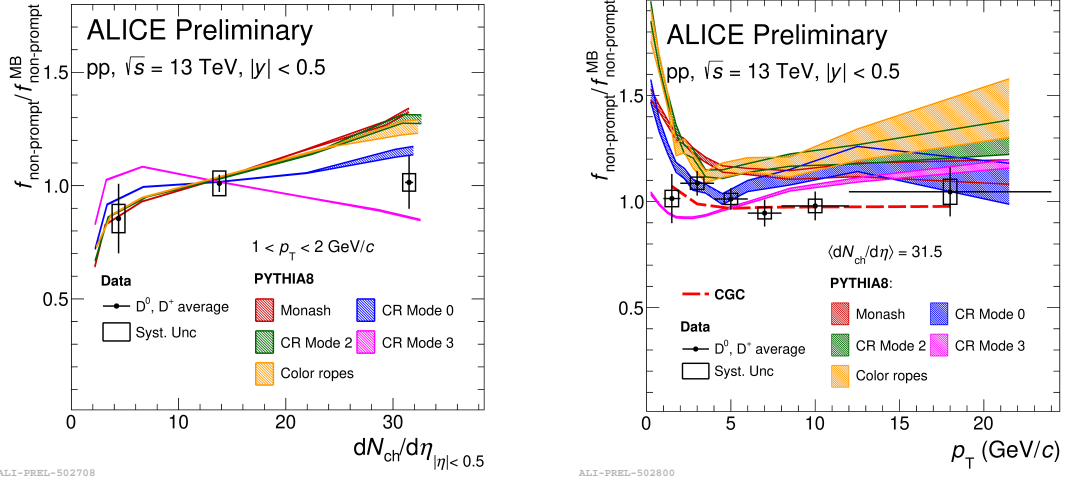 ALICE Preliminary
pp, √s = 13 TeV, |y| < 0.5
f_non-prompt / f^MB_non-prompt
1.5
1.0
0.5
1 < p_T < 2 GeV/c
Data
D⁰, D⁺ average
Syst. Unc
PYTHIA8
Monash
CR Mode 0
CR Mode 2
CR Mode 3
Color ropes
0 10 20 30
dN_ch/dη_|η|< 0.5
ALI-PREL-502708
ALICE Preliminary
pp, √s = 13 TeV, |y| < 0.5
f_non-prompt / f^MB_non-prompt
1.5
1.0
0.5
⟨dN_ch/dη⟩ = 31.5
CGC
Data
D⁰, D⁺ average
Syst. Unc
PYTHIA8:
Monash
CR Mode 0
CR Mode 2
CR Mode 3
Color ropes
0 5 10 15 20
p_T (GeV/c)
ALI-PREL-502800